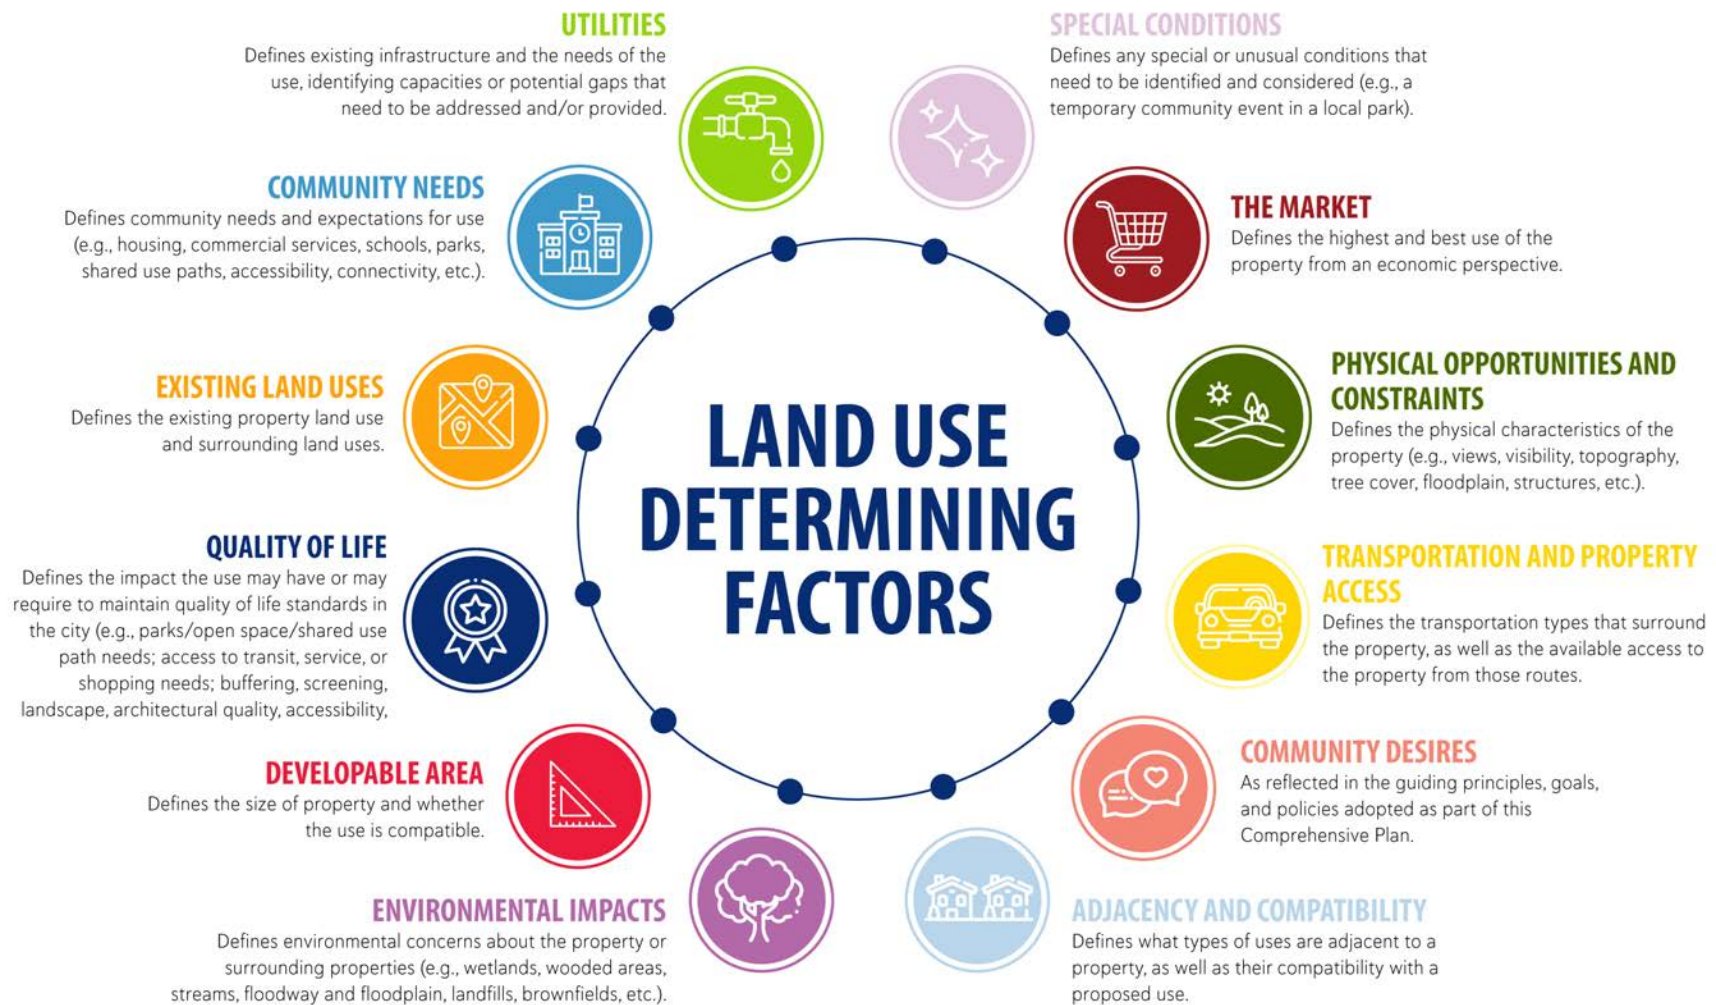 UTILITIES
Defines existing infrastructure and the needs of the
use, identifying capacities or potential gaps that
need to be addressed and/or provided.
SPECIAL CONDITIONS
Defines any special or unusual conditions that
need to be identified and considered (e.g., a
temporary community event in a local park).
COMMUNITY NEEDS
Defines community needs and expectations for use
(e.g., housing, commercial services, schools, parks,
shared use paths, accessibility, connectivity, etc.).
THE MARKET
Defines the highest and best use of the
property from an economic perspective.
EXISTING LAND USES
Defines the existing property land use
and surrounding land uses.
PHYSICAL OPPORTUNITIES AND
CONSTRAINTS
Defines the physical characteristics of the
property (e.g., views, visibility, topography,
tree cover, floodplain, structures, etc.).
LAND USE
DETERMINING
FACTORS
QUALITY OF LIFE
Defines the impact the use may have or may
require to maintain quality of life standards in
the city (e.g., parks/open space/shared use
path needs; access to transit, service, or
shopping needs; buffering, screening,
landscape, architectural quality, accessibility,
TRANSPORTATION AND PROPERTY
ACCESS
Defines the transportation types that surround
the property, as well as the available access to
the property from those routes.
DEVELOPABLE AREA
Defines the size of property and whether
the use is compatible.
COMMUNITY DESIRES
As reflected in the guiding principles, goals,
and policies adopted as part of this
Comprehensive Plan.
ENVIRONMENTAL IMPACTS
Defines environmental concerns about the property or
surrounding properties (e.g., wetlands, wooded areas,
streams, floodway and floodplain, landfills, brownfields, etc.).
ADJACENCY AND COMPATIBILITY
Defines what types of uses are adjacent to a
property, as well as their compatibility with a
proposed use.